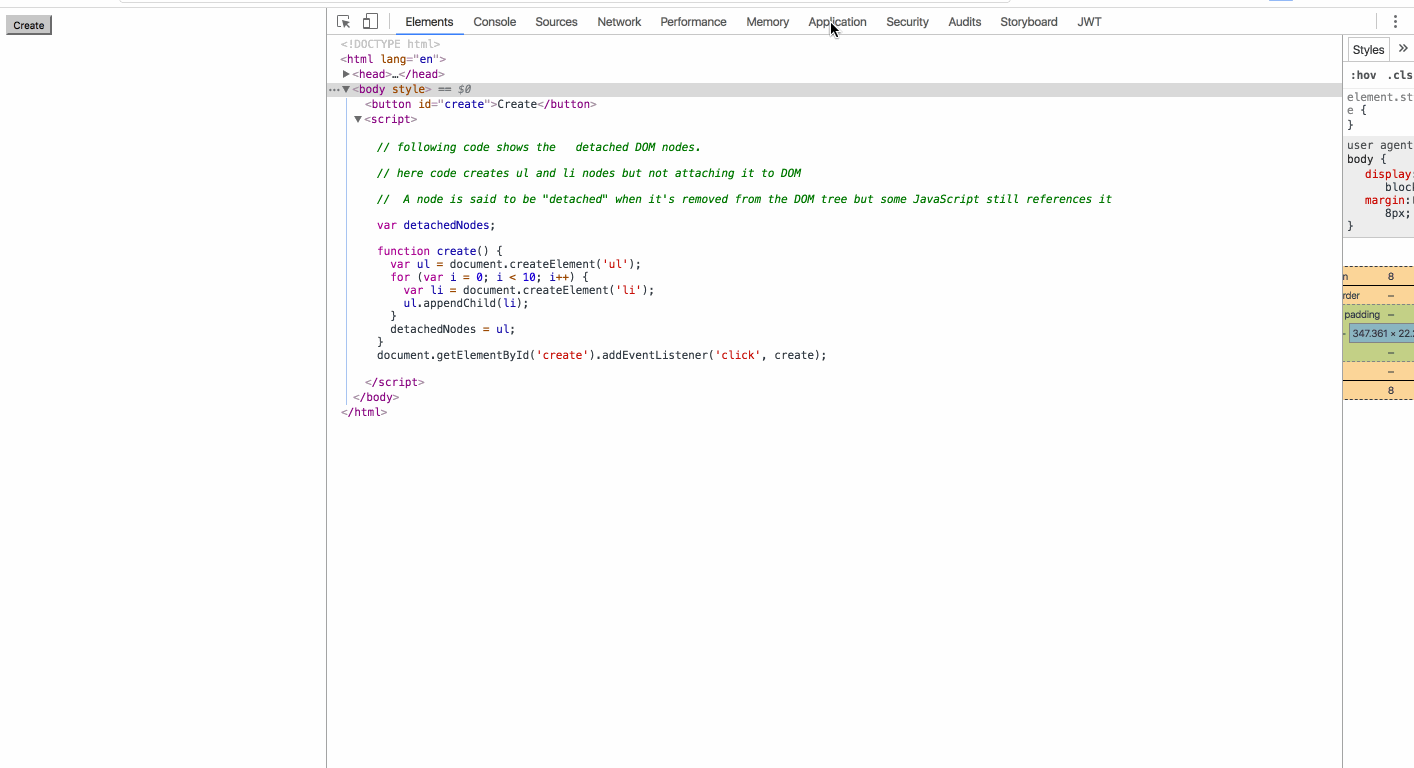 Create
Elements Console Sources Network Performance Memory Application Security Audits Storyboard JWT
<!DOCTYPE html>
<html lang="en">
<head>…</head>
<body style> == $0
<button id="create">Create</button>
<script>
// following code shows the   detached DOM nodes.
// here code creates ul and li nodes but not attaching it to DOM
//  A node is said to be "detached" when it's removed from the DOM tree but some JavaScript still references it
var detachedNodes;
function create() {
var ul = document.createElement('ul');
for (var i = 0; i < 10; i++) {
var li = document.createElement('li');
ul.appendChild(li);
}
detachedNodes = ul;
}
document.getElementById('create').addEventListener('click', create);
</script>
</body>
</html>
Styles »
:hov .cls
element.st
e {
}
user agent
body {
display:
block
margin:
8px;
}
n 8
rder –
padding –
- 347.361 × 22.
–
–
8